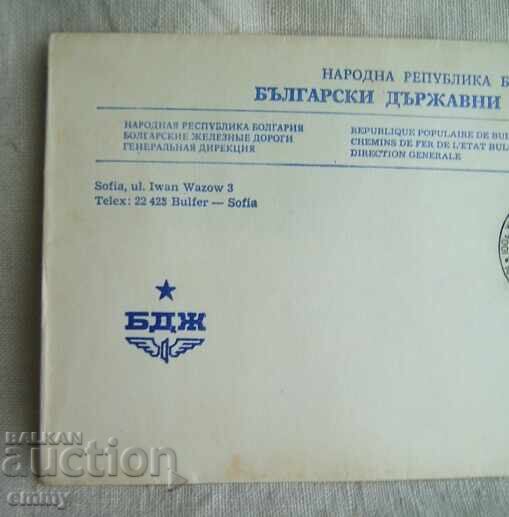 НАРОДНА РЕПУБЛИКА Б
БЪЛГАРСКИ ДЪРЖАВНИ
НАРОДНАЯ РЕСПУБЛИКА БОЛГАРИЯ
БОЛГАРСКИЕ ЖЕЛЕЗНЫЕ ДОРОГИ
ГЕНЕРАЛЬНАЯ ДИРЕКЦИЯ
REPUBLIQUE POPULAIRE DE BUL
CHEMINS DE FER DE L'ETAT BUL
DIRECTION GENERALE
Sofia, ul. Iwan Wazow 3
Telex: 22 423 Bulfer — Sofia
БДЖ
BALKAN
auction
emmy